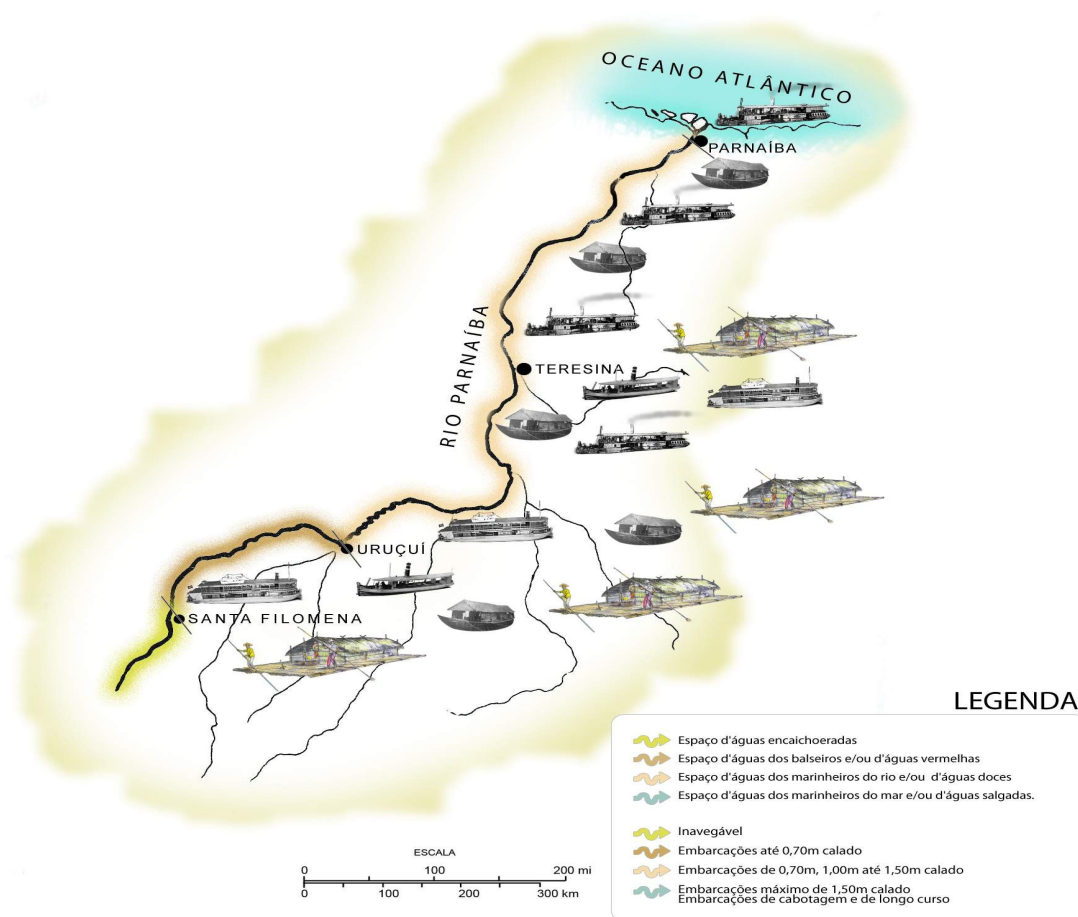 OCEANO ATLÂNTICO
PARNAÍBA
RIO PARNAÍBA
TERESINA
URUÇUÍ
SANTA FILOMENA
LEGENDA
Espaço d'águas encaichoeradas
Espaço d'águas dos balseiros e/ou d'águas vermelhas
Espaço d'águas dos marinheiros do rio e/ou d'águas doces
Espaço d'águas dos marinheiros do mar e/ou d'águas salgadas.
Inavegável
Embarcações até 0,70m calado
Embarcações de 0,70m, 1,00m até 1,50m calado
Embarcações máximo de 1,50m calado
Embarcações de cabotagem e de longo curso
ESCALA
0 100 200 mi
0 100 200 300 km